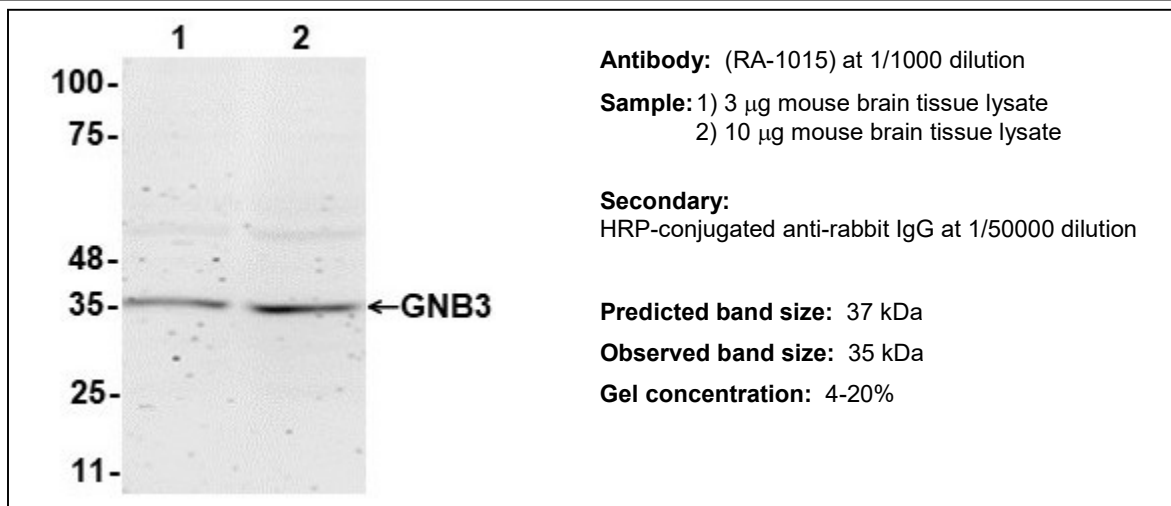 1 2
100-
75-
48-
35-
25-
11-
←GNB3
Antibody: (RA-1015) at 1/1000 dilution
Sample: 1) 3 μg mouse brain tissue lysate
2) 10 μg mouse brain tissue lysate
Secondary:
HRP-conjugated anti-rabbit IgG at 1/50000 dilution
Predicted band size: 37 kDa
Observed band size: 35 kDa
Gel concentration: 4-20%